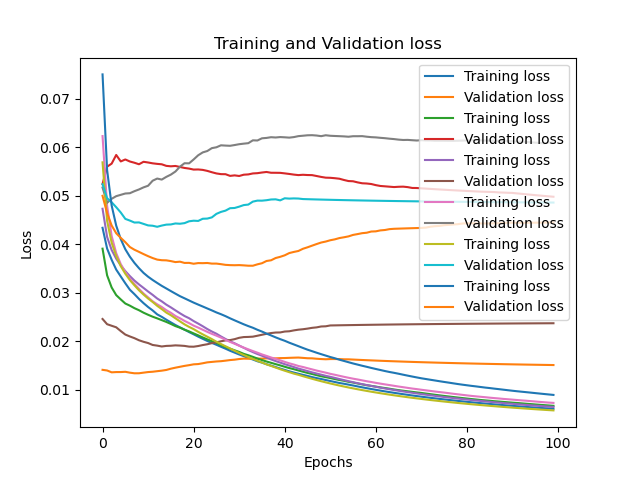 Training and Validation loss
Loss
0.07
0.06
0.05
0.04
0.03
0.02
0.01
Training loss
Validation loss
Training loss
Validation loss
Training loss
Validation loss
Training loss
Validation loss
Training loss
Validation loss
Training loss
Validation loss
0 20 40 60 80 100
Epochs